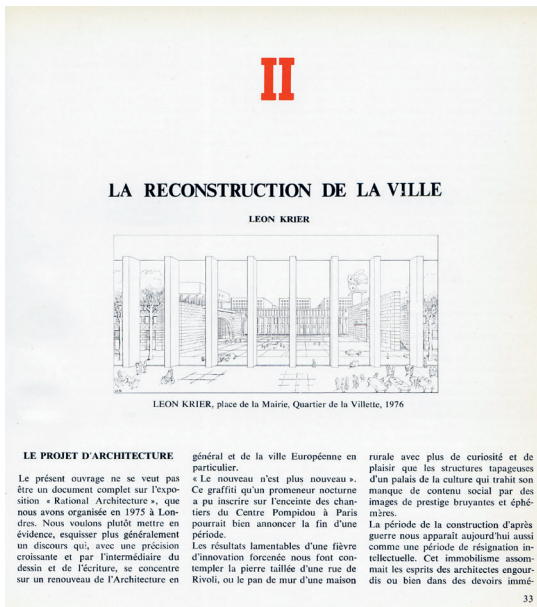 II
LA RECONSTRUCTION DE LA VILLE
LEON KRIER
LEON KRIER, place de la Mairie, Quartier de la Villette, 1976
LE PROJET D'ARCHITECTURE
Le présent ouvrage ne se veut pas
être un document complet sur l'expo-
sition « Rational Architecture », que
nous avons organisée en 1975 à Lon-
dres. Nous voulons plutôt mettre en
évidence, esquisser plus généralement
un discours qui, avec une précision
croissante et par l'intermédiaire du
dessin et de l'écriture, se concentre
sur un renouveau de l'Architecture en
général et de la ville Européenne en
particulier.
« Le nouveau n'est plus nouveau ».
Ce graffiti qu'un promeneur nocturne
a pu inscrire sur l'enceinte des chan-
tiers du Centre Pompidou à Paris
pourrait bien annoncer la fin d'une
période.
Les résultats lamentables d'une fièvre
d'innovation forcenée nous font con-
templer la pierre taillée d'une rue de
Rivoli, ou le pan de mur d'une maison
rurale avec plus de curiosité et de
plaisir que les structures tapageuses
d'un palais de la culture qui trahit son
manque de contenu social par des
images de prestige bruyantes et éphé-
mères.
La période de la construction d'après
guerre nous apparaît aujourd'hui aussi
comme une période de résignation in-
tellectuelle. Cet immobilisme assom-
mait les esprits des architectes engour-
dis ou bien dans des devoirs immé-
33